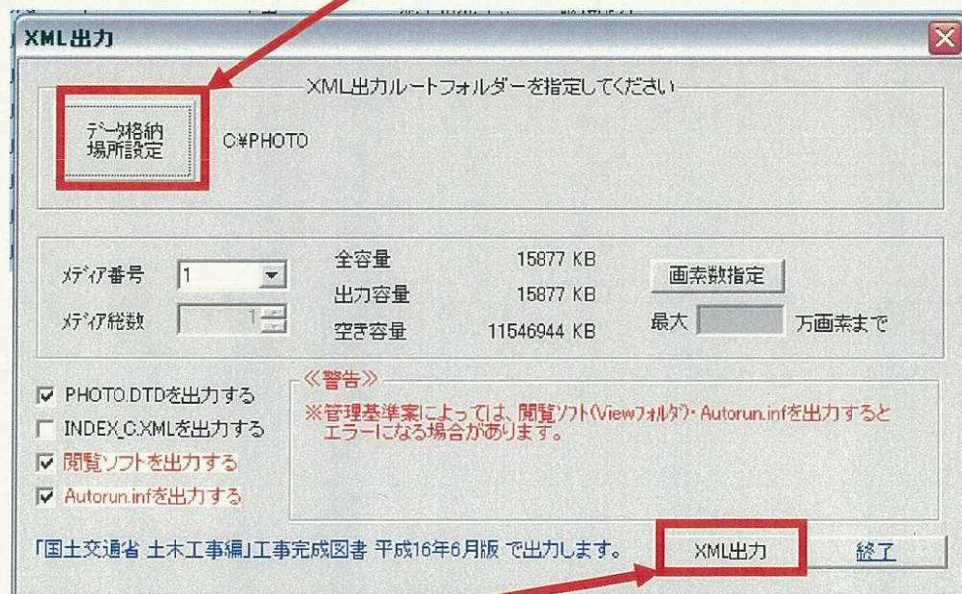 XML出力
XML出力ルートフォルダーを指定してください
データ格納
場所設定
C:¥PHOTO
メディア番号 1
全容量 15877 KB
画素数指定
出力容量 15877 KB
メディア総数 1
空き容量 11546944 KB
最大 万画素まで
PHOTO.DTDを出力する
INDEX_C.XMLを出力する
閲覧ソフトを出力する
Autorun.infを出力する
≪警告≫
※管理基準案によっては、閲覧ソフト(Viewフォルダ)・Autorun.infを出力すると
エラーになる場合があります。
「国土交通省 土木工事編」工事完成図書 平成16年6月版 で出力します。
XML出力
終了